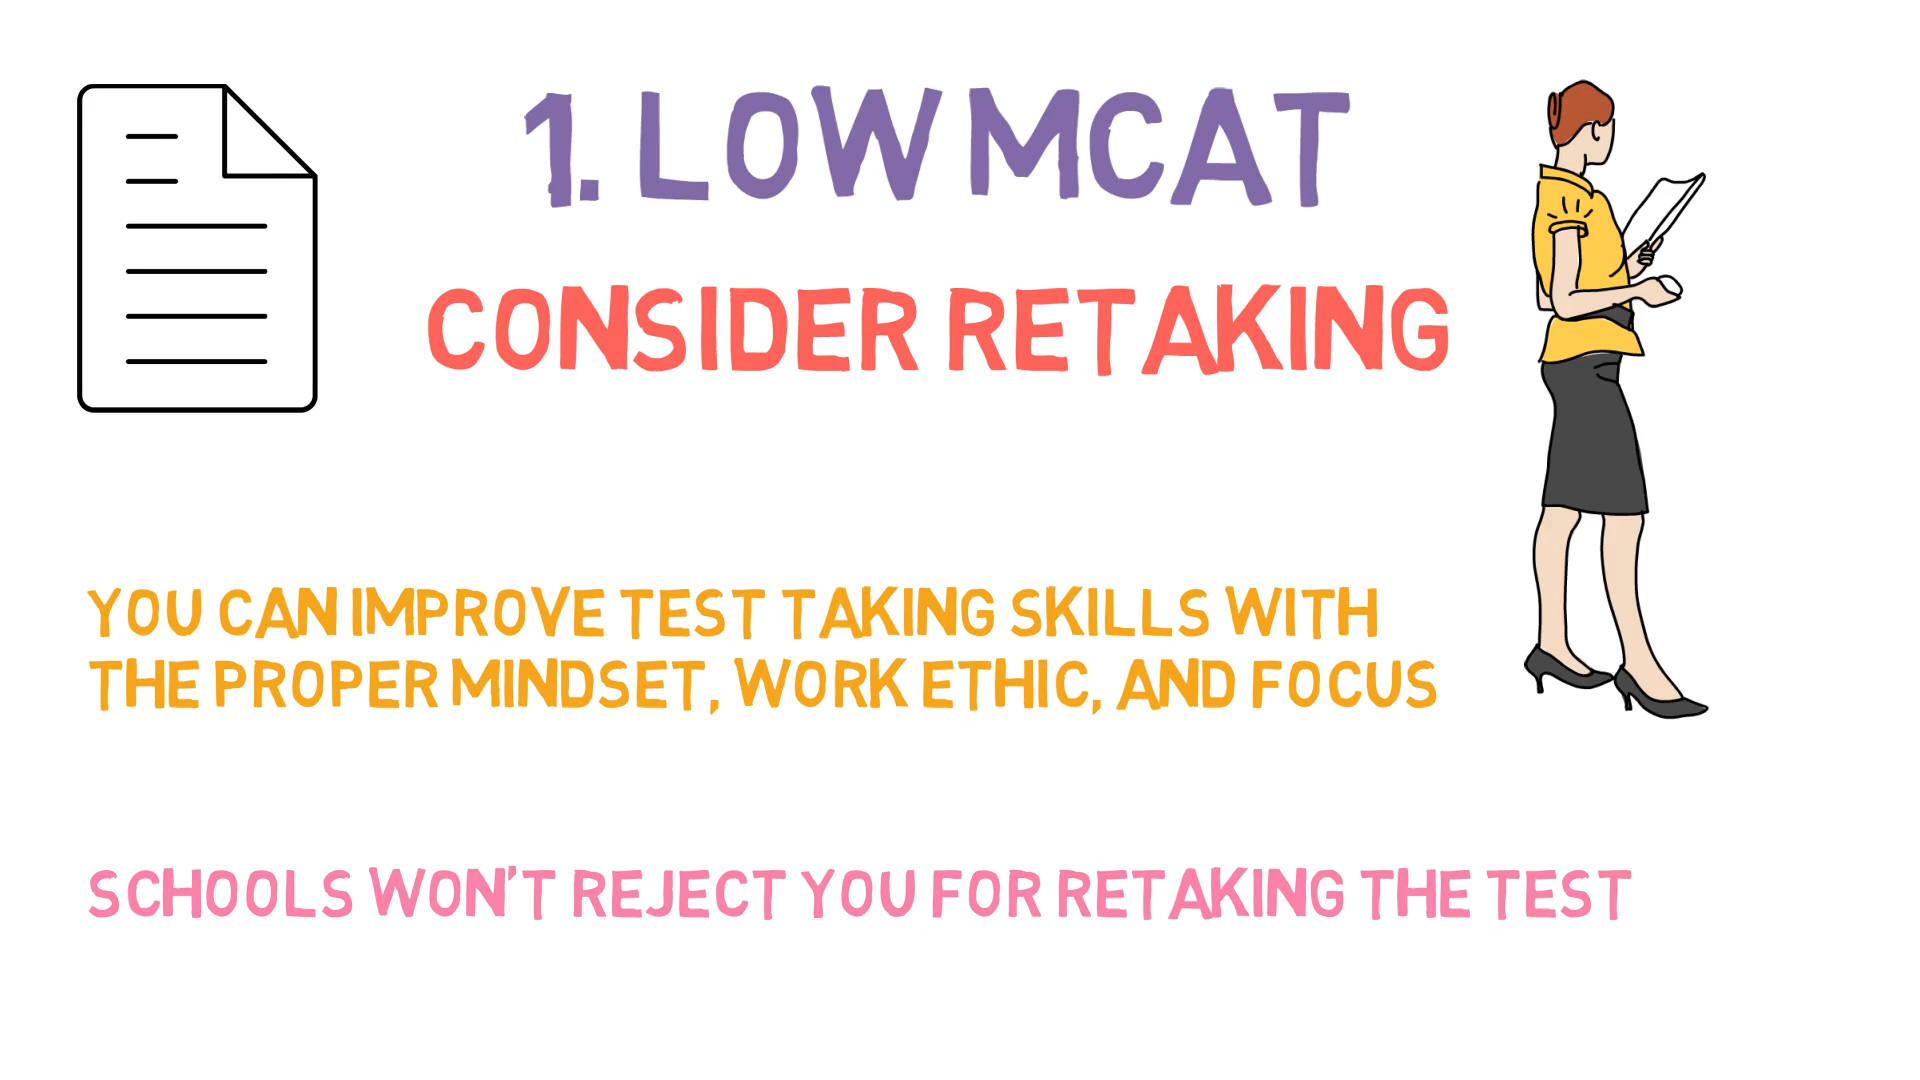 1. LOW MCAT
CONSIDER RETAKING
YOU CAN IMPROVE TEST TAKING SKILLS WITH
THE PROPER MINDSET, WORK ETHIC, AND FOCUS
SCHOOLS WON'T REJECT YOU FOR RETAKING THE TEST